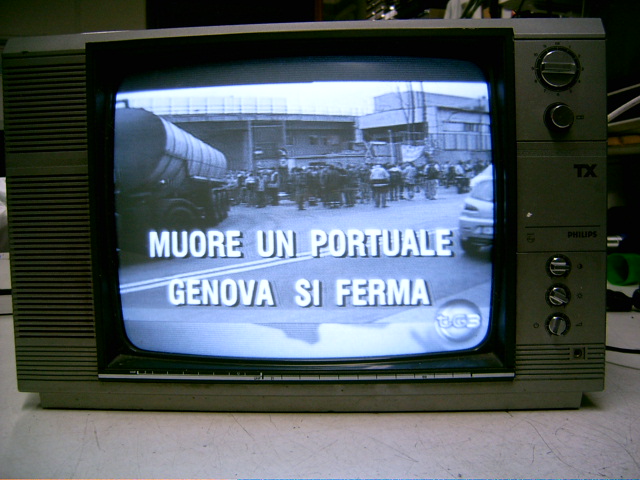 MUORE UN PORTUALE
GENOVA SI FERMA
TG3
TX
PHILIPS